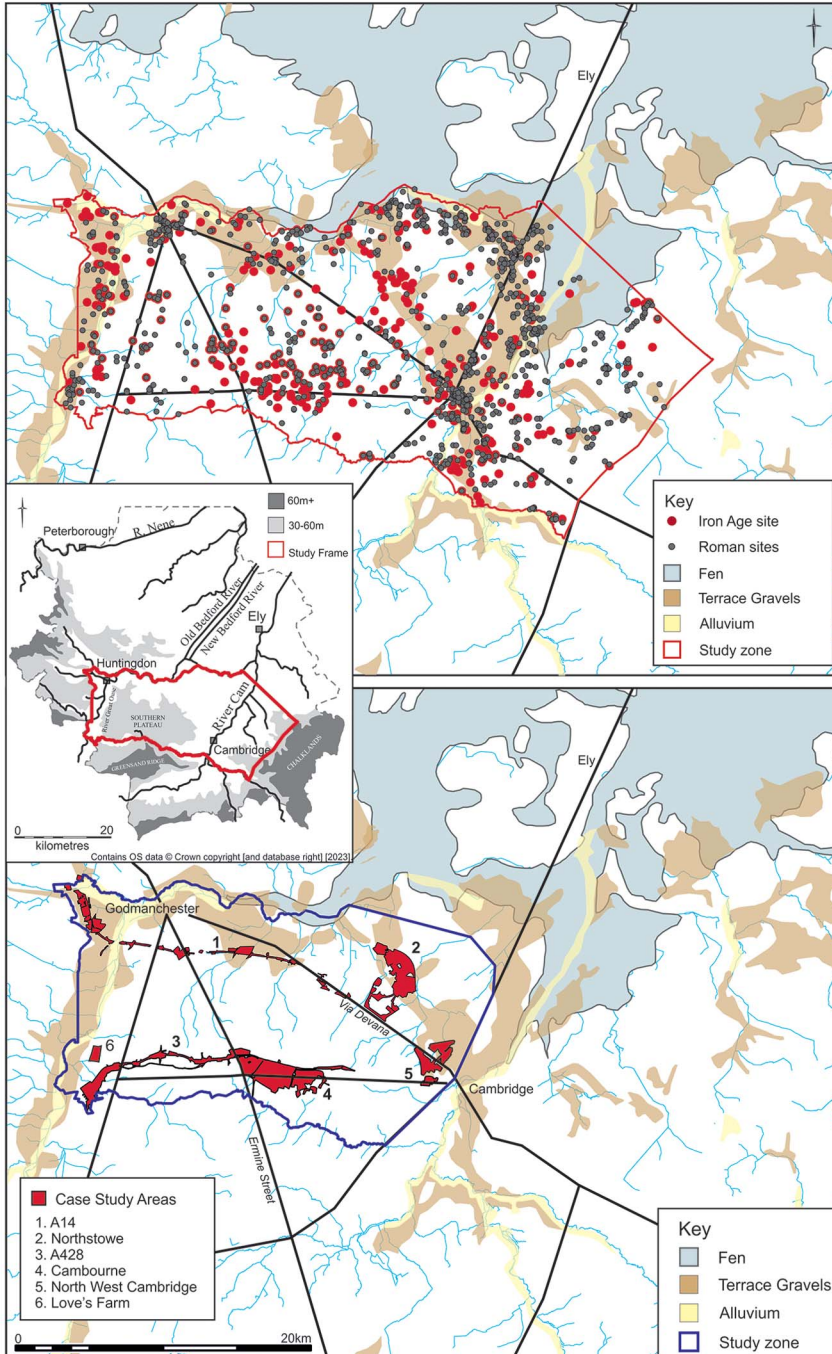 Ely
Key
Iron Age site
Roman sites
Fen
Terrace Gravels
Alluvium
Study zone
60m+
30-60m
Study Frame
Peterborough
R. Nene
Old Bedford River
New Bedford River
Ely
Huntingdon
River Great Ouse
River Cam
SOUTHERN
PLATEAU
Cambridge
GREENSAND RIDGE
CHALKLANDS
0 20
kilometres
Contains OS data © Crown copyright [and database right] [2023]
Ely
Godmanchester
1
2
Via Devana
6
3
5
4
Cambridge
Ermine Street
Case Study Areas
1. A14
2. Northstowe
3. A428
4. Cambourne
5. North West Cambridge
6. Love's Farm
Key
Fen
Terrace Gravels
Alluvium
Study zone
0 20km